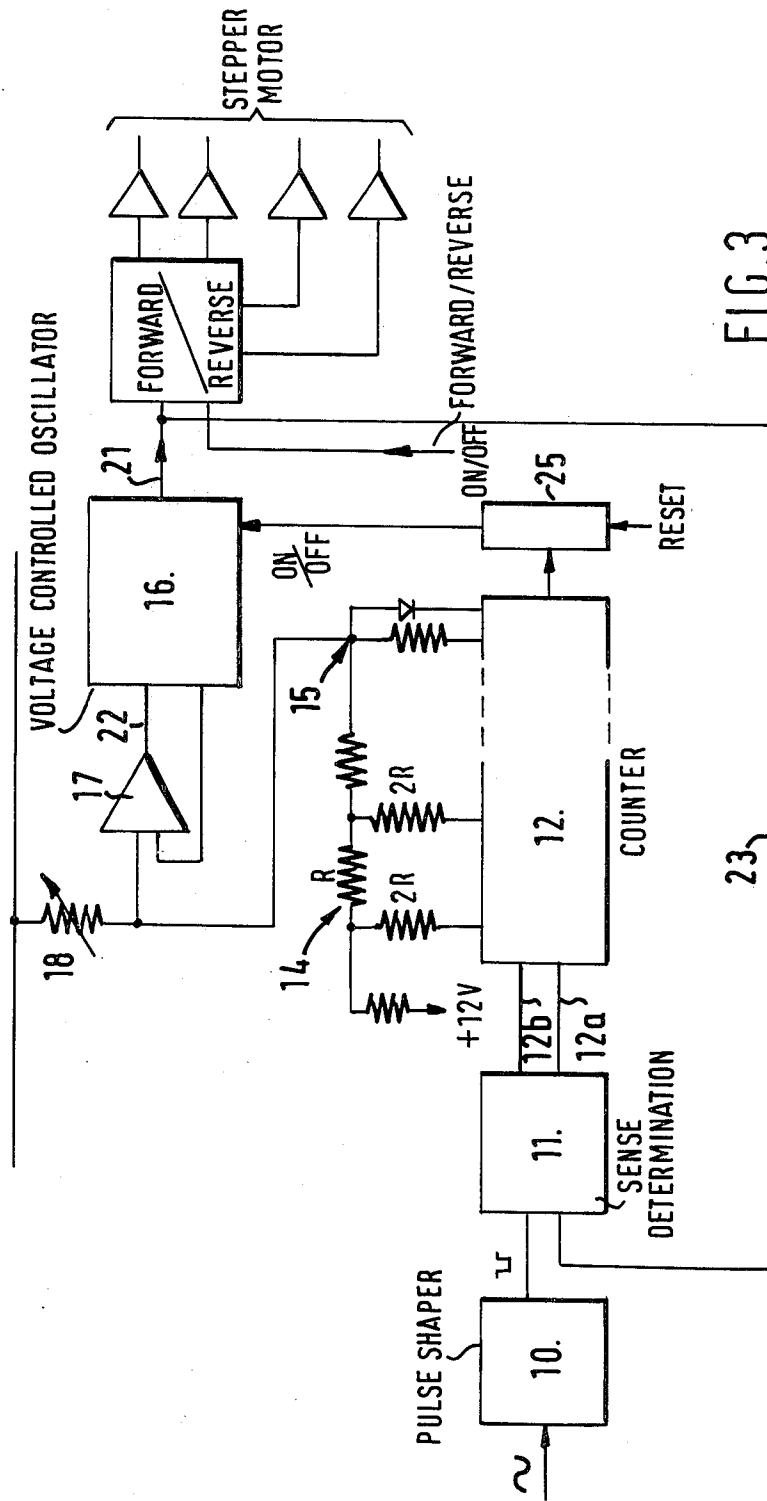 PULSE SHAPER
10.
11.
SENSE
DETERMINATION
12b
12a
+12V
14
R
2R
2R
15
12.
COUNTER
18
17
22
VOLTAGE CONTROLLED OSCILLATOR
16.
21
ON/OFF
25
RESET
ON/OFF
FORWARD/REVERSE
FORWARD
REVERSE
STEPPER
MOTOR
23
FIG.3